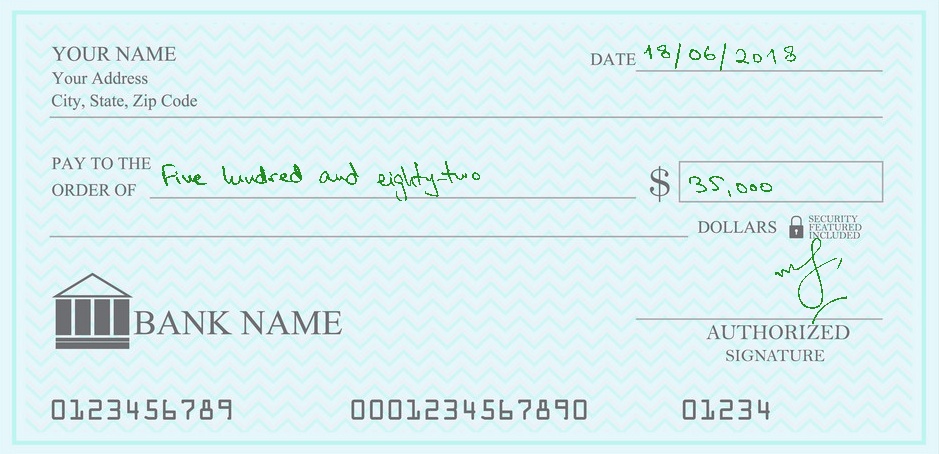 YOUR NAME
DATE 18/06/2018
Your Address
City, State, Zip Code
PAY TO THE
ORDER OF Five hundred and eighty-two $ 35,000
DOLLARS
SECURITY
FEATURED
INCLUDED
BANK NAME
AUTHORIZED
SIGNATURE
0123456789 0001234567890 01234